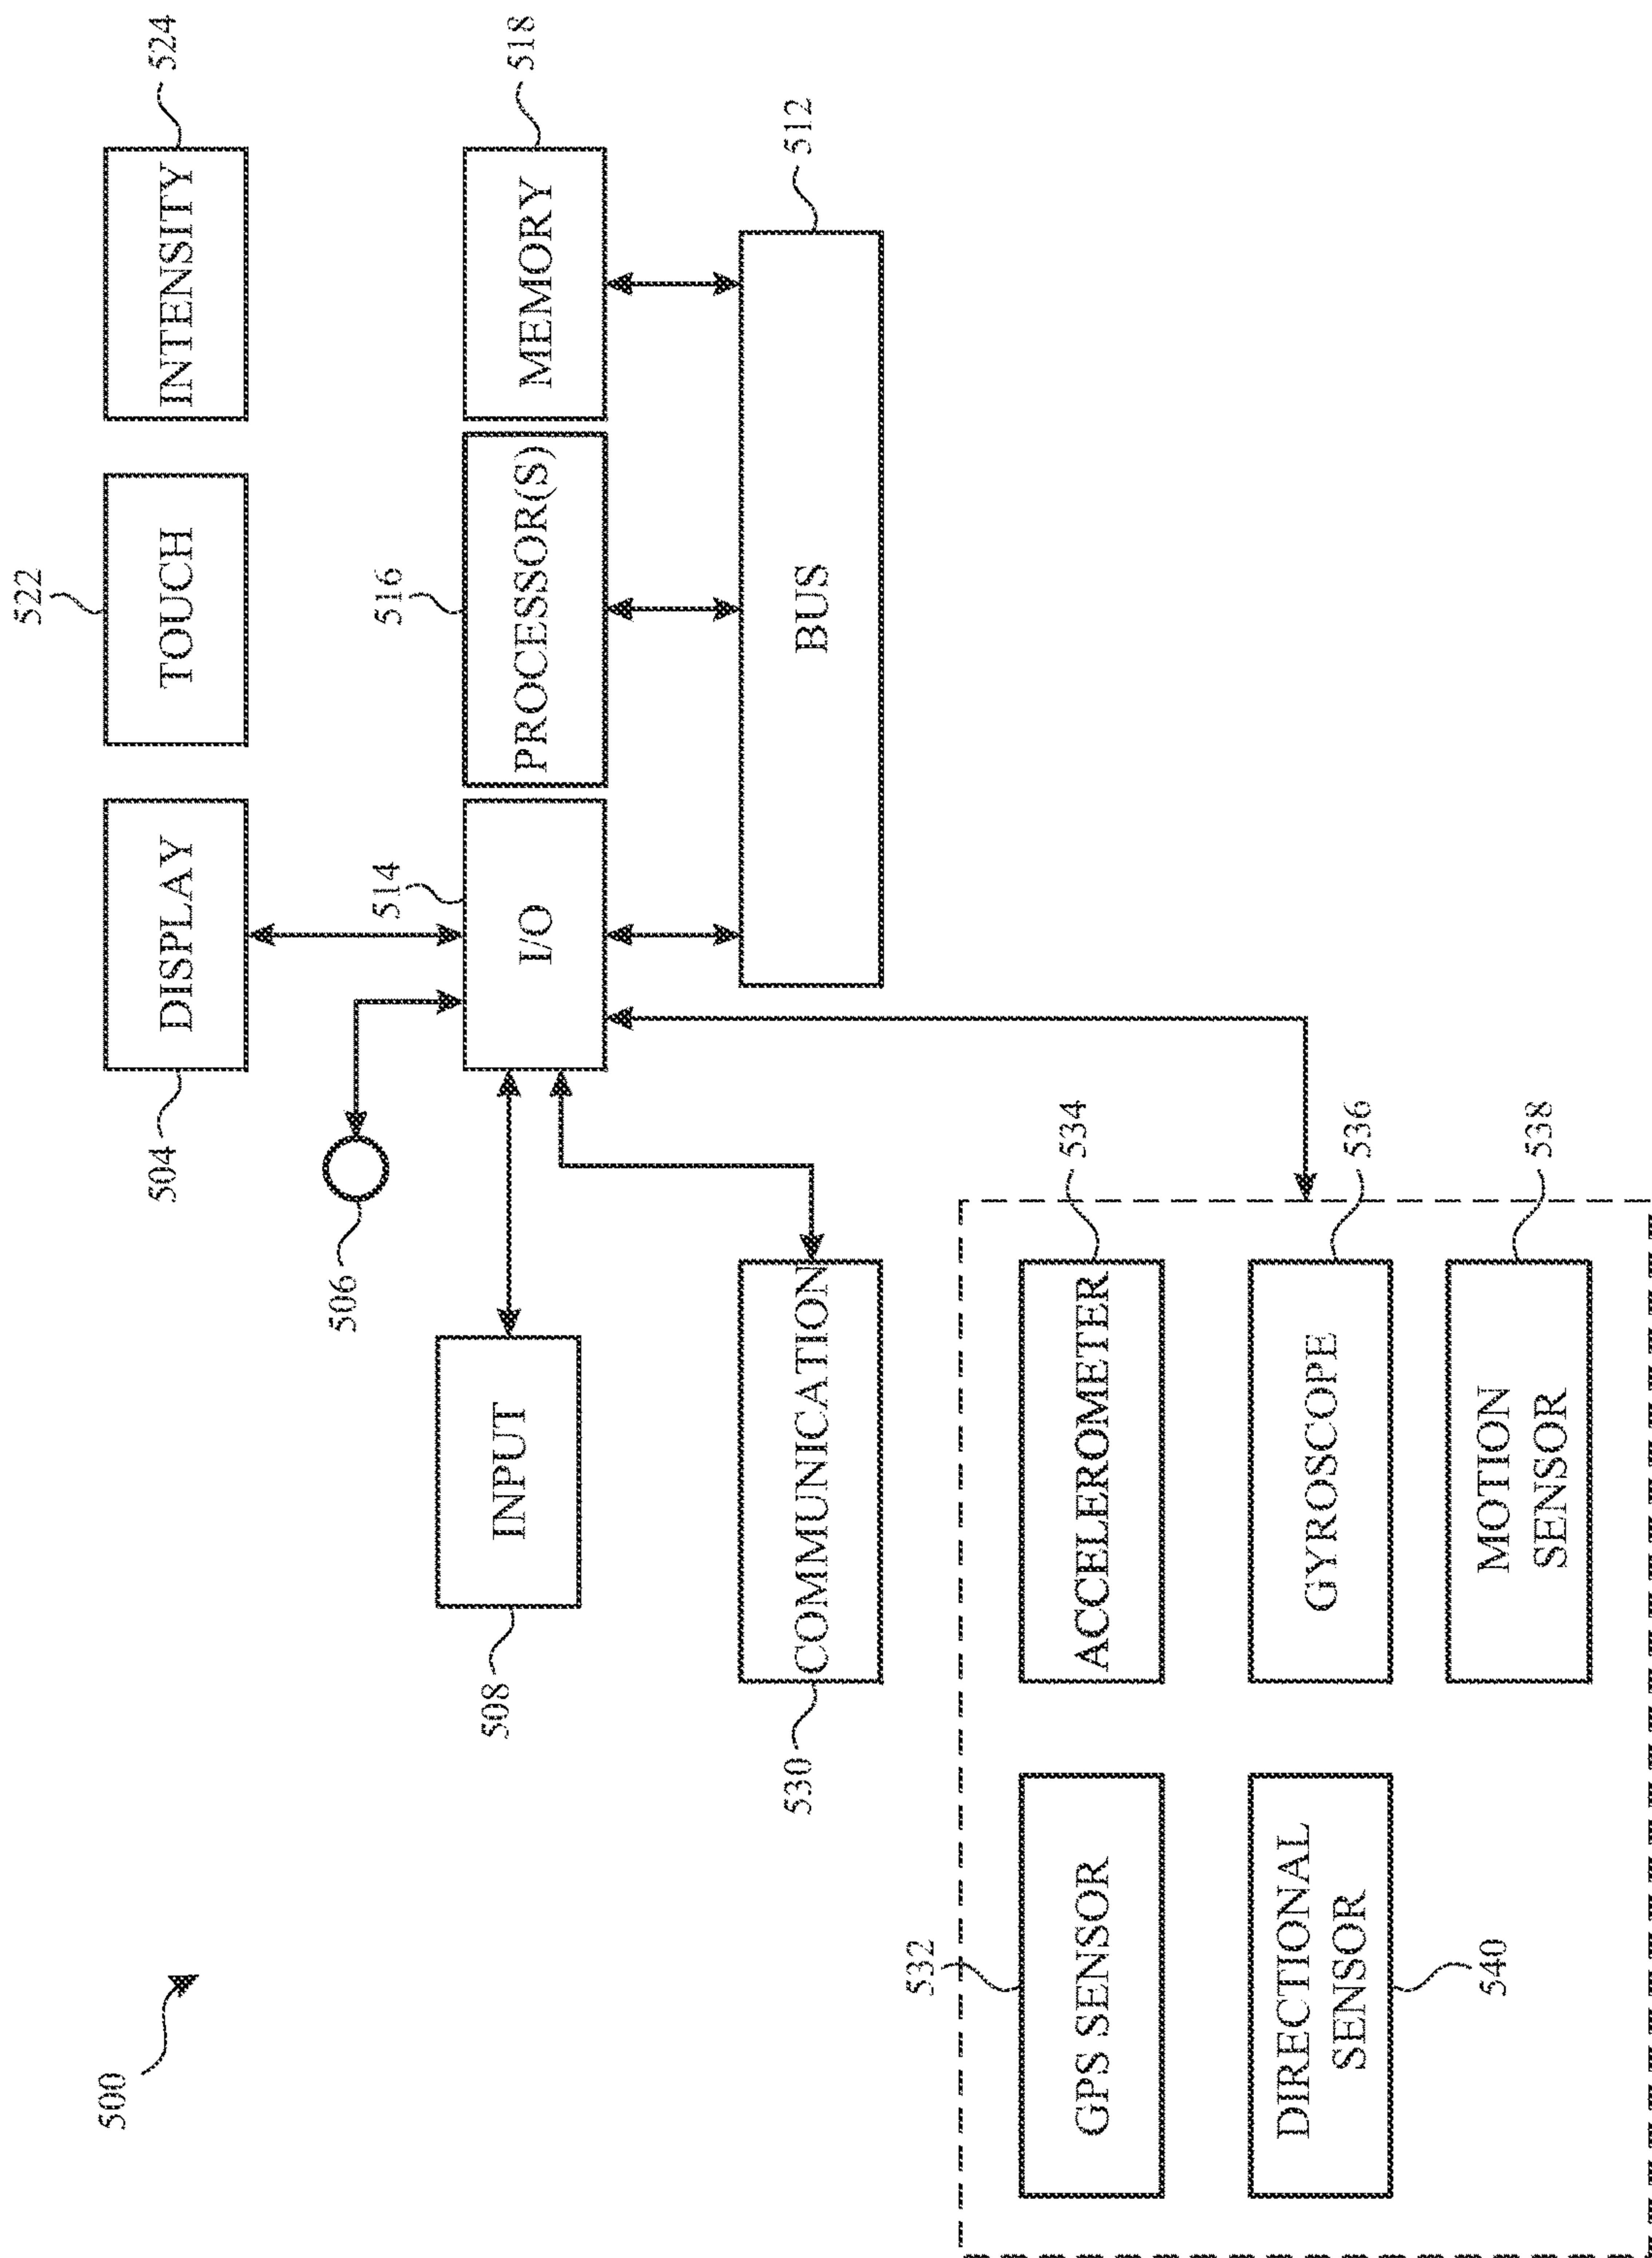 500
522
504
DISPLAY
TOUCH
INTENSITY
524
506
514
516
508
INPUT
I/O
PROCESSOR(S)
MEMORY
518
530
COMMUNICATION
BUS
512
532
GPS SENSOR
ACCELEROMETER
534
DIRECTIONAL
SENSOR
540
GYROSCOPE
536
MOTION
SENSOR
538